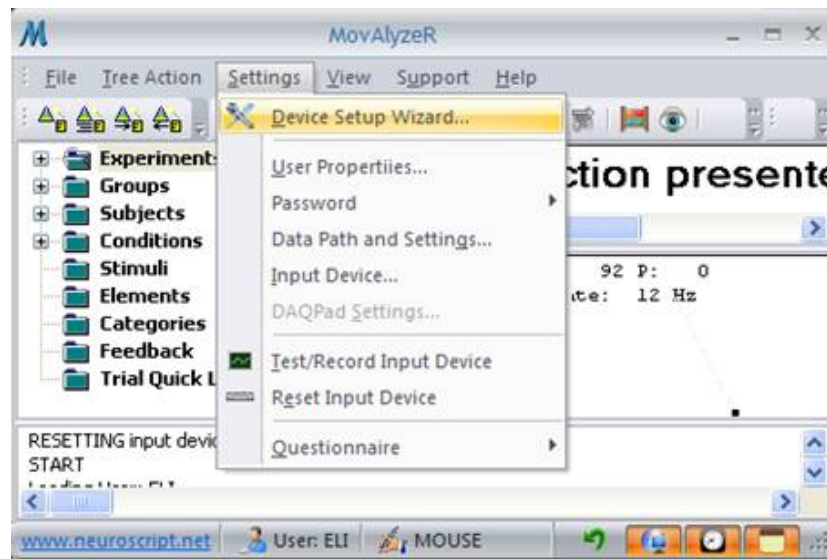 MovAlyzeR
File Tree Action Settings View Support Help
Device Setup Wizard...
User Propertiies...
Password
Data Path and Settings...
Input Device...
DAQPad Settings...
Test/Record Input Device
Reset Input Device
Questionnaire
Experiment
Groups
Subjects
Conditions
Stimuli
Elements
Categories
Feedback
Trial Quick L
ction presente
92 P: 0
te: 12 Hz
RESETTING input devic
START
www.neuroscript.net User: ELI MOUSE